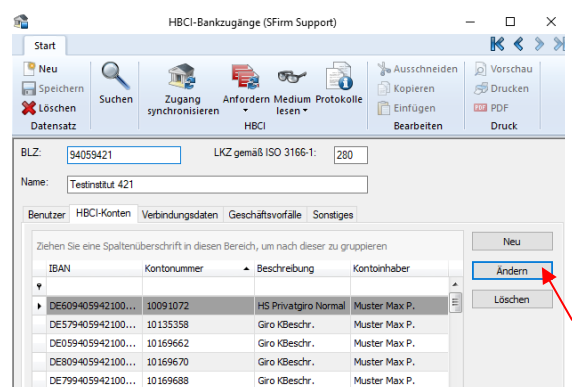 HBCI-Bankzugänge (SFirm Support)
Start
Neu
Speichern
Löschen
Datensatz
Suchen
Zugang synchronisieren
Anfordern
Medium lesen
Protokolle
HBCI
Ausschneiden
Kopieren
Einfügen
Bearbeiten
Vorschau
Drucken
PDF
Druck
BLZ: 94059421 LKZ gemäß ISO 3166-1: 280
Name: Testinstitut 421
Benutzer HBCI-Konten Verbindungsdaten Geschäftsvorfälle Sonstiges
Ziehen Sie eine Spaltenüberschrift in diesen Bereich, um nach dieser zu gruppieren
IBAN Kontonummer Beschreibung Kontoinhaber
DE609405942100... 10091072 HS Privatgiro Normal Muster Max P.
DE579405942100... 10135358 Giro KBeschr. Muster Max P.
DE059405942100... 10169662 Giro KBeschr. Muster Max P.
DE809405942100... 10169670 Giro KBeschr. Muster Max P.
DE799405942100... 10169688 Giro KBeschr. Muster Max P.
Neu
Ändern
Löschen